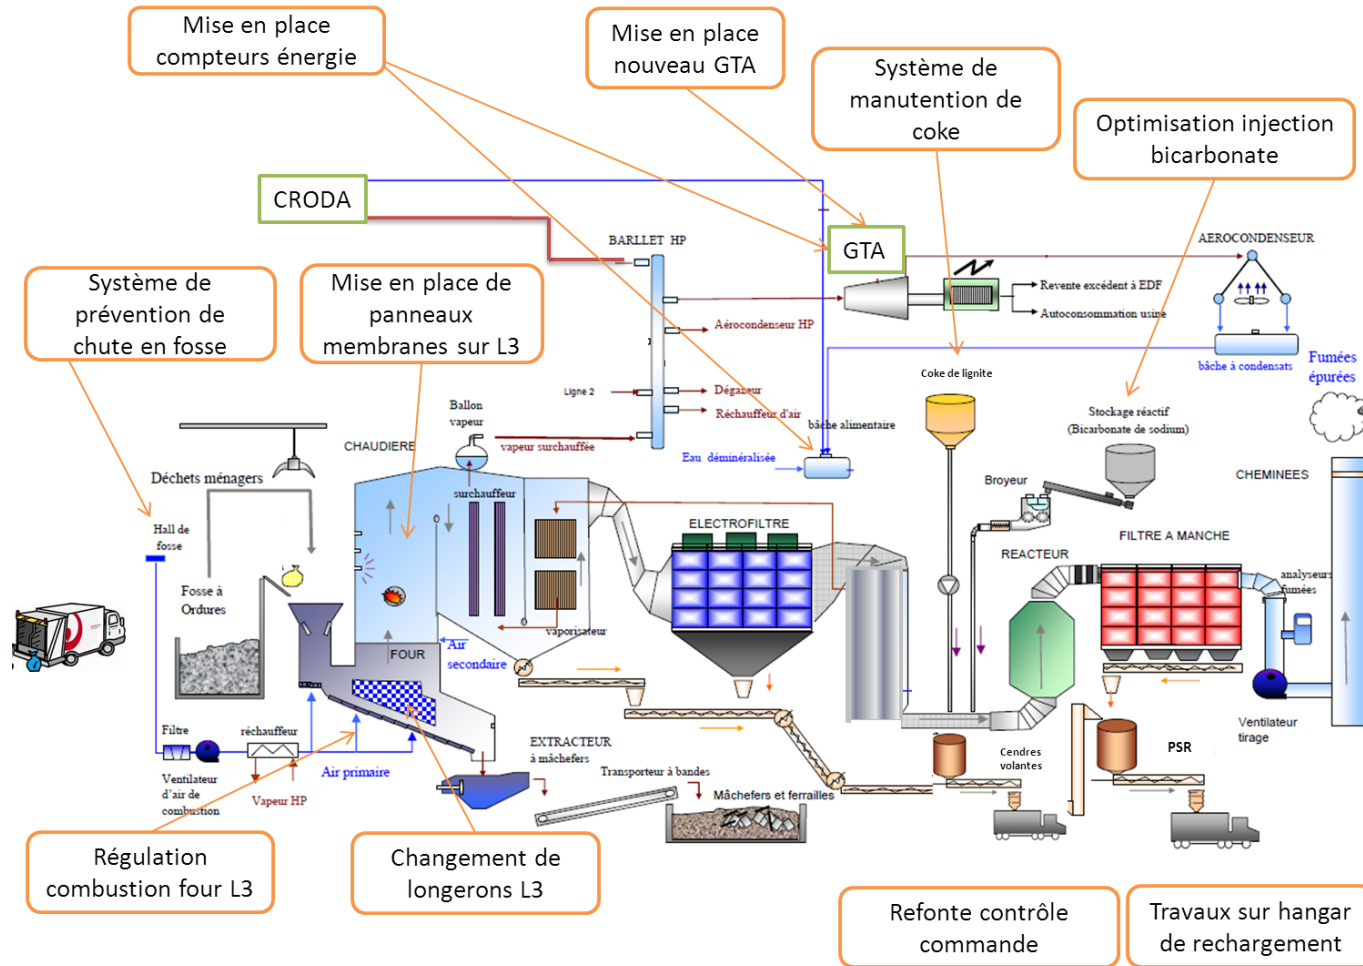 Mise en place
compteurs énergie
Mise en place
nouveau GTA
Système de
manutention de
coke
Optimisation injection
bicarbonate
CRODA
BARLLET HP
GTA
AEROCONDENSEUR
Système de
prévention de
chute en fosse
Mise en place de
panneaux
membranes sur L3
Revente excédent à EDF
Autoconsommation usine
Aérocondenseur HP
bâche à condensats
Fumées
épurées
Coke de lignite
Ligne 2
Dégazeur
Réchauffeur d'air
Ballon
vapeur
vapeur surchauffée
bâche alimentaire
Stockage réactif
(Bicarbonate de sodium)
CHAUDIERE
Eau déminéralisée
Déchets ménagers
surchauffeur
Broyeur
CHEMINEES
Hall de
fosse
ELECTROFILTRE
REACTEUR
FILTRE A MANCHE
analyseurs
fumées
Fosse à
Ordures
vaporisateur
FOUR
Air
secondaire
Filtre
réchauffeur
Ventilateur
tirage
EXTRACTEUR
à mâchefers
Air primaire
Ventilateur
d'air de
combustion
Vapeur HP
Transporteur à bandes
Mâchefers et ferrailles
Cendres
volantes
PSR
Régulation
combustion four L3
Changement de
longerons L3
Refonte contrôle
commande
Travaux sur hangar
de rechargement